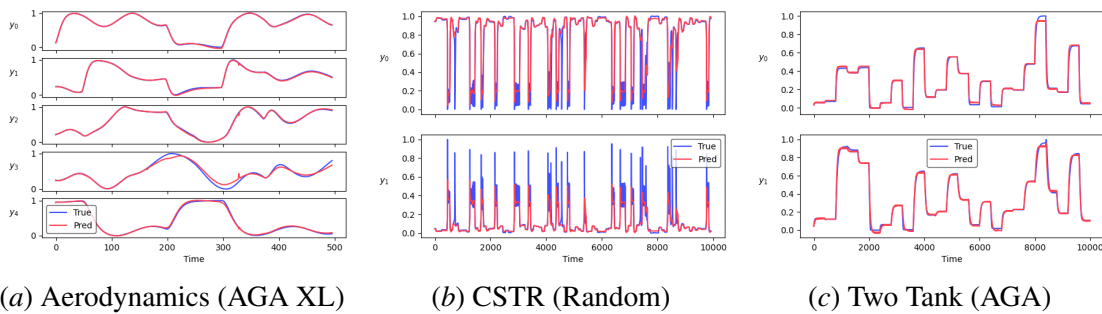 y0
1
0
y1
1
0
y2
1
0
y3
1
0
y4
1
0
True
Pred
0 100 200 300 400 500
Time
y0
1.0
0.8
0.6
0.4
0.2
0.0
y1
1.0
0.8
0.6
0.4
0.2
0.0
True
Pred
0 2000 4000 6000 8000 10000
Time
y0
1.0
0.8
0.6
0.4
0.2
0.0
y1
1.0
0.8
0.6
0.4
0.2
0.0
True
Pred
0 2000 4000 6000 8000 10000
Time
(a) Aerodynamics (AGA XL)
(b) CSTR (Random)
(c) Two Tank (AGA)